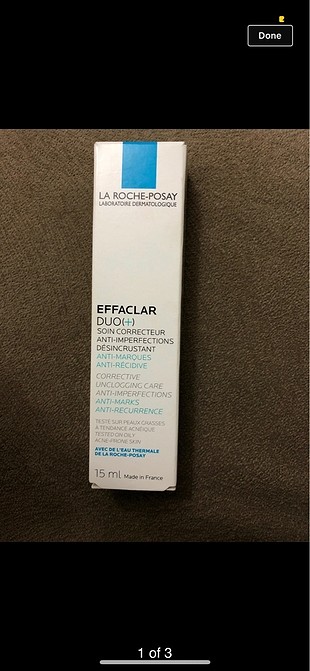 Done
LA ROCHE-POSAY
LABORATOIRE DERMATOLOGIQUE
EFFACLAR
DUO(+)
SOIN CORRECTEUR
ANTI-IMPERFECTIONS
DÉSINCRUSTANT
ANTI-MARQUES
ANTI-RÉCIDIVE
CORRECTIVE
UNCLOGGING CARE
ANTI-IMPERFECTIONS
ANTI-MARKS
ANTI-RECURRENCE
TESTÉ SUR PEAUX GRASSES
À TENDANCE ACNÉIQUE
TESTED ON OILY
ACNE-PRONE SKIN
AVEC DE L'EAU THERMALE
DE LA ROCHE-POSAY
15 ml Made in France
1 of 3